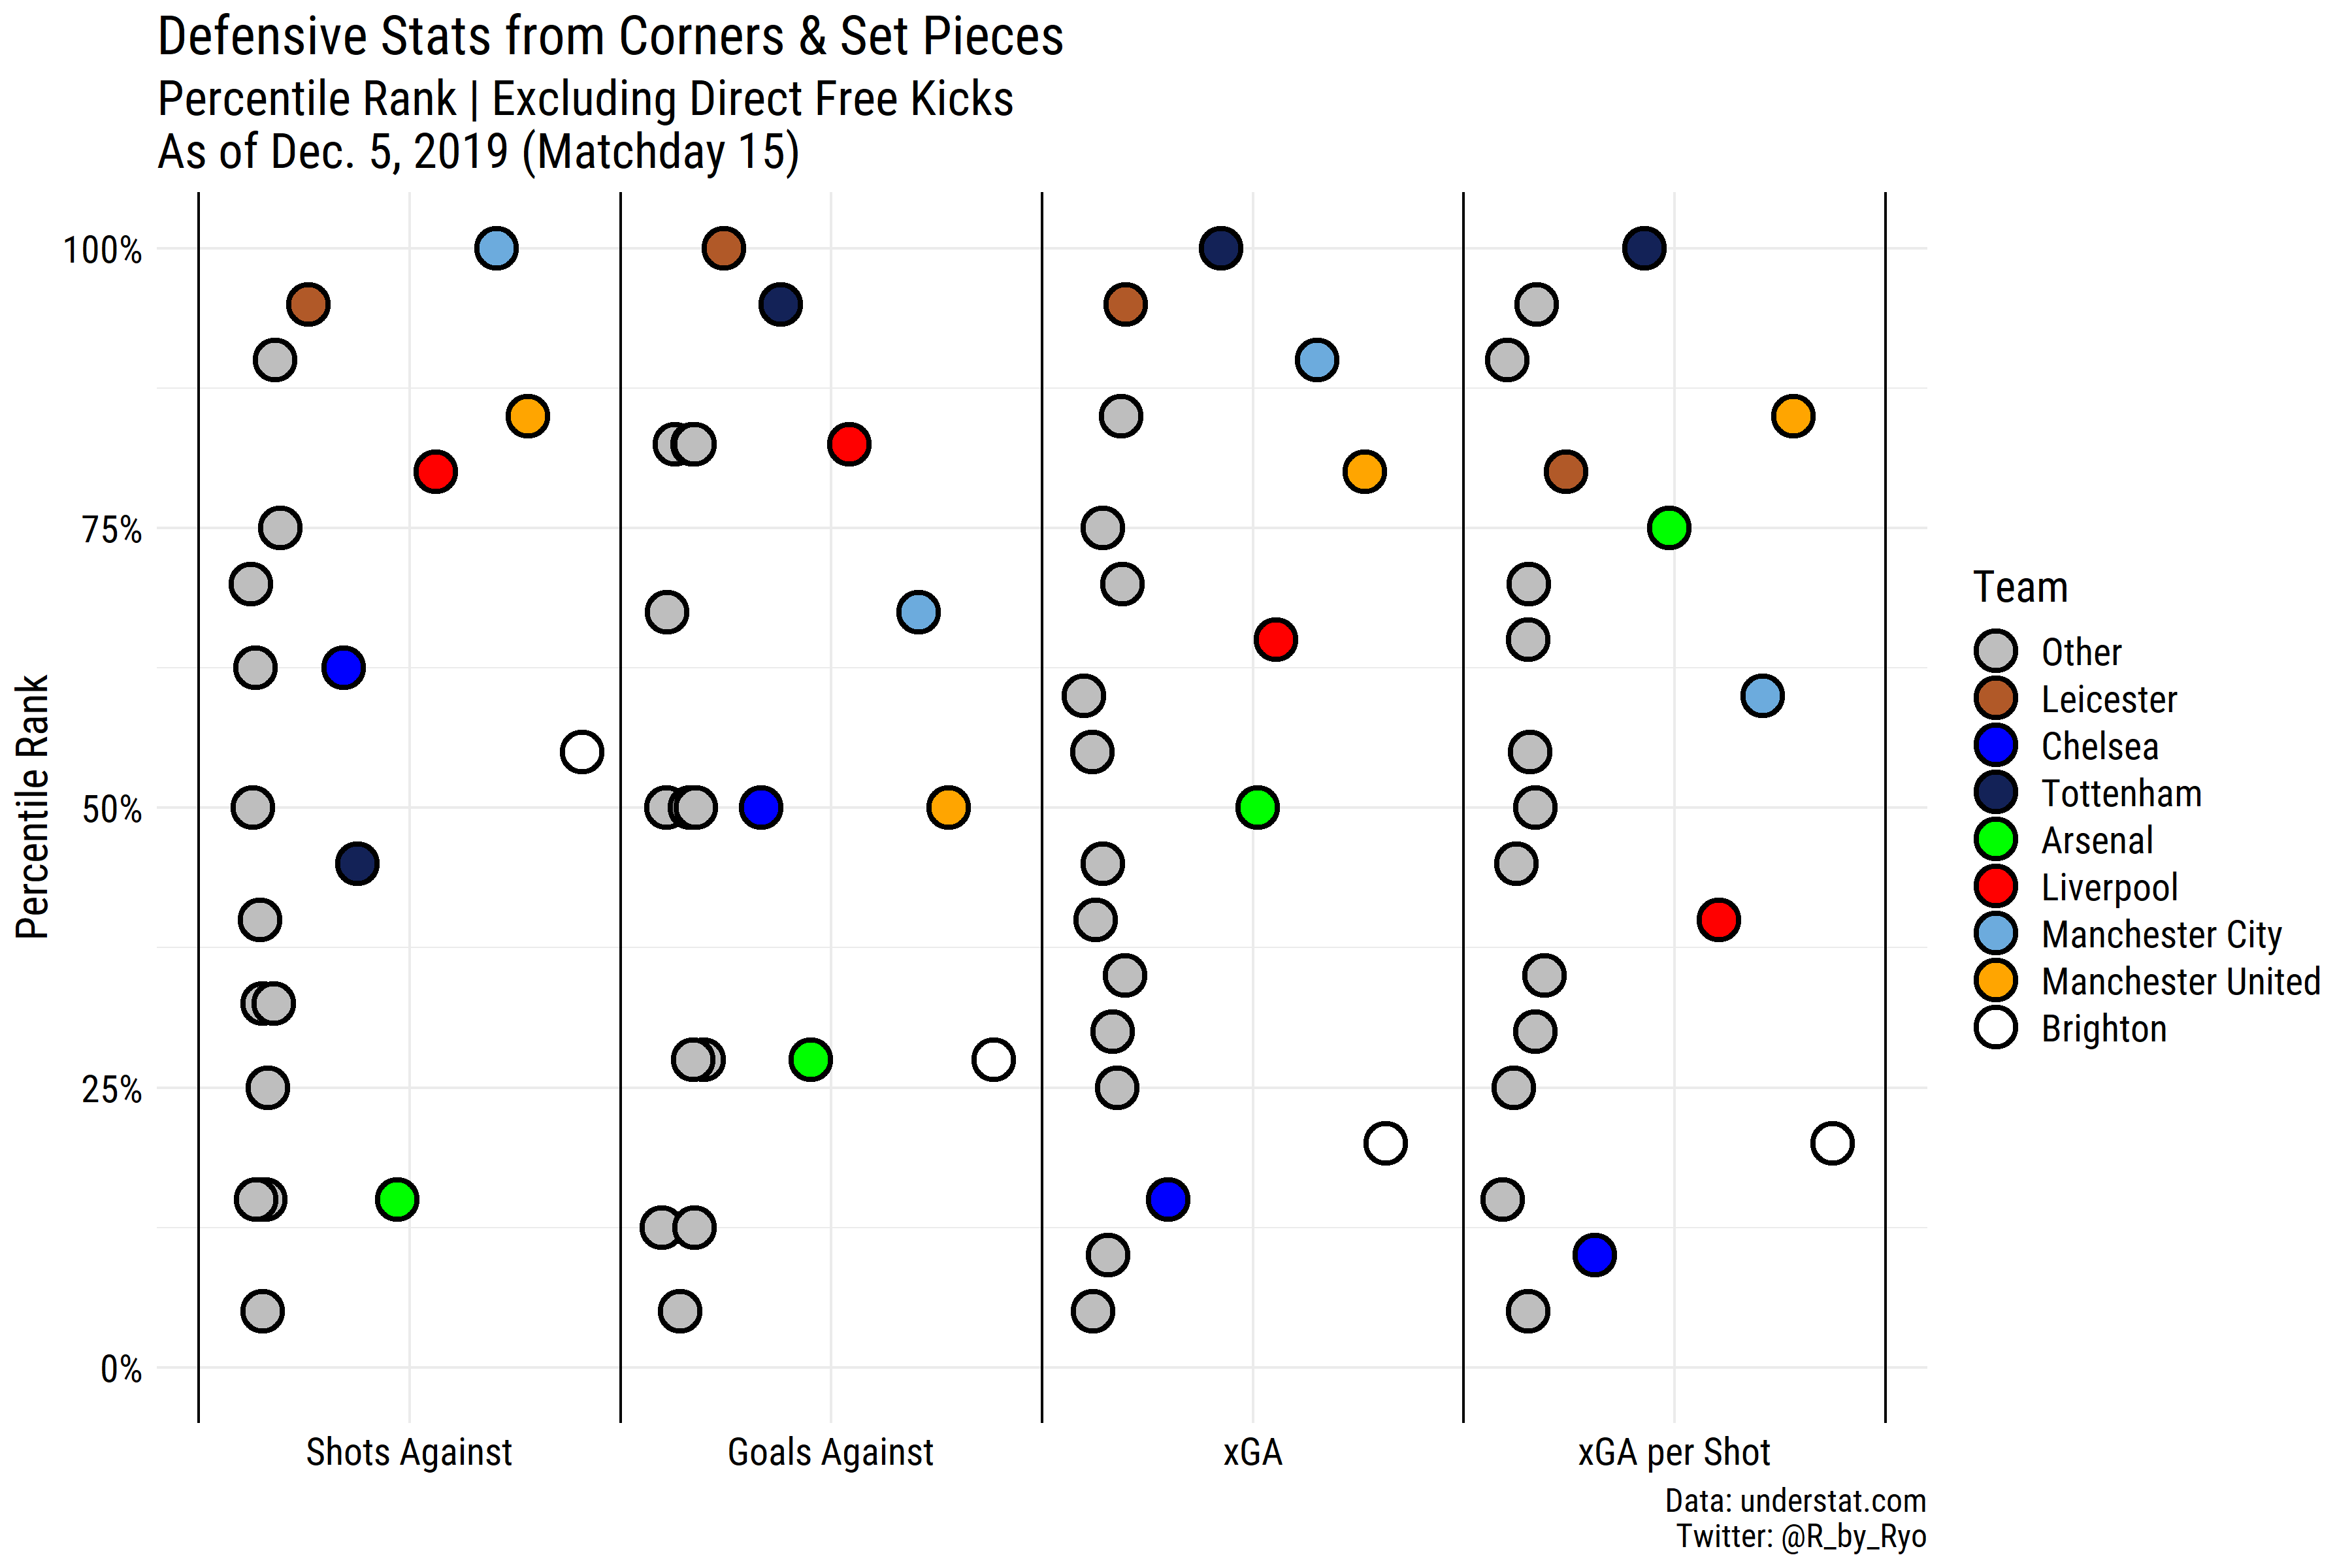 Defensive Stats from Corners & Set Pieces
Percentile Rank | Excluding Direct Free Kicks
As of Dec. 5, 2019 (Matchday 15)
Percentile Rank
100%
75%
50%
25%
0%
Shots Against
Goals Against
xGA
xGA per Shot
Team
Other
Leicester
Chelsea
Tottenham
Arsenal
Liverpool
Manchester City
Manchester United
Brighton
Data: understat.com
Twitter: @R_by_Ryo